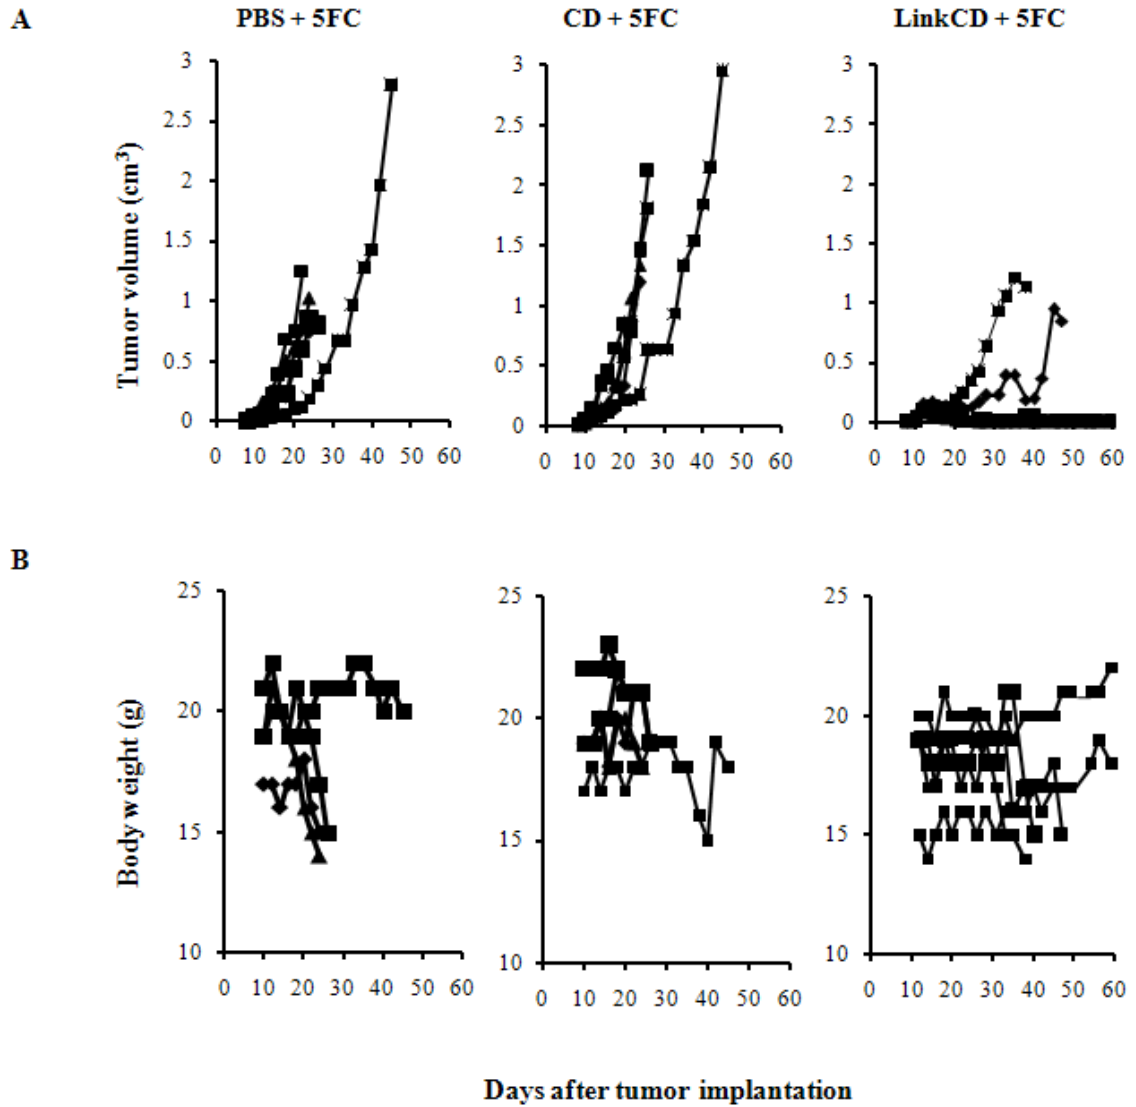 A
PBS + 5FC
CD + 5FC
LinkCD + 5FC
Tumor volume (cm³)
3
2.5
2
1.5
1
0.5
0
0 10 20 30 40 50 60
3
2.5
2
1.5
1
0.5
0
0 10 20 30 40 50 60
3
2.5
2
1.5
1
0.5
0
0 10 20 30 40 50 60
B
Body weight (g)
25
20
15
10
0 10 20 30 40 50 60
25
20
15
10
0 10 20 30 40 50 60
25
20
15
10
0 10 20 30 40 50 60
Days after tumor implantation